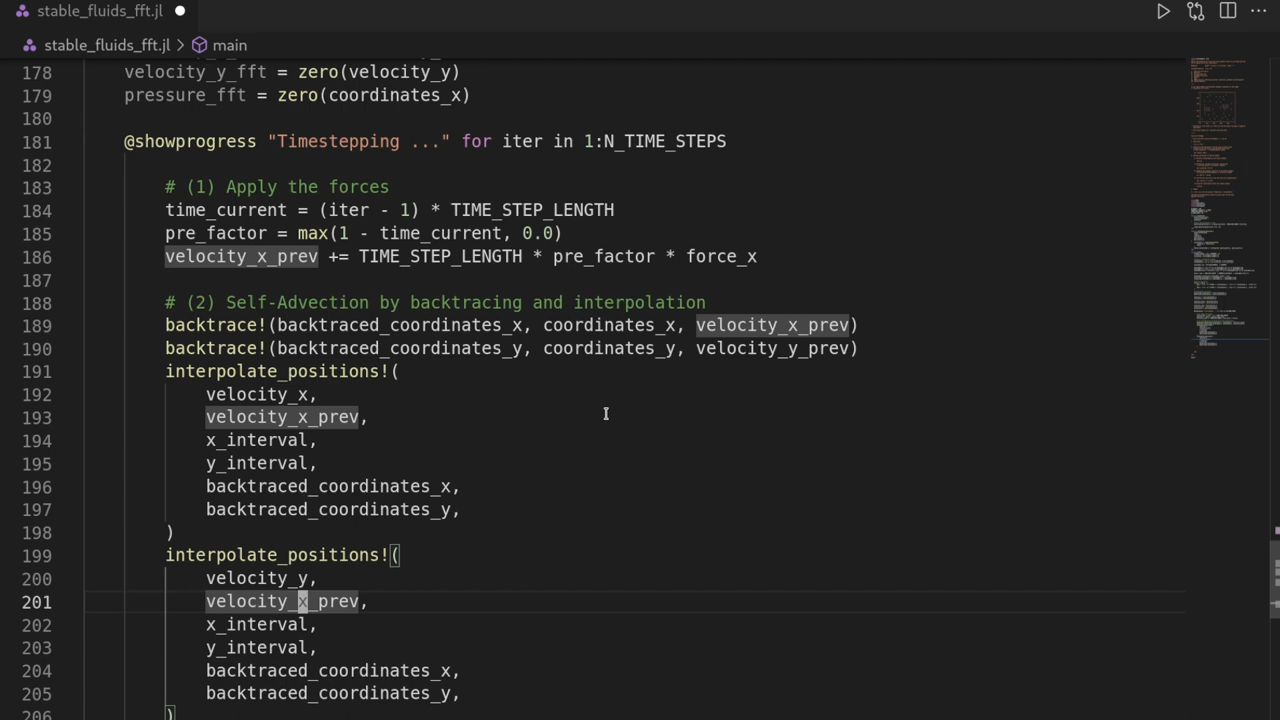 stable_fluids_fft.jl
stable_fluids_fft.jl > main
178 velocity_y_fft = zero(velocity_y)
179 pressure_fft = zero(coordinates_x)
180
181 @showprogress "Timestepping ..." for iter in 1:N_TIME_STEPS
182
183 # (1) Apply the forces
184 time_current = (iter - 1) * TIME_STEP_LENGTH
185 pre_factor = max(1 - time_current, 0.0)
186 velocity_x_prev += TIME_STEP_LENGTH * pre_factor * force_x
187
188 # (2) Self-Advection by backtracing and interpolation
189 backtrace!(backtraced_coordinates_x, coordinates_x, velocity_x_prev)
190 backtrace!(backtraced_coordinates_y, coordinates_y, velocity_y_prev)
191 interpolate_positions!(
192 velocity_x,
193 velocity_x_prev,
194 x_interval,
195 y_interval,
196 backtraced_coordinates_x,
197 backtraced_coordinates_y,
198 )
199 interpolate_positions!(
200 velocity_y,
201 velocity_x_prev,
202 x_interval,
203 y_interval,
204 backtraced_coordinates_x,
205 backtraced_coordinates_y,
206 )